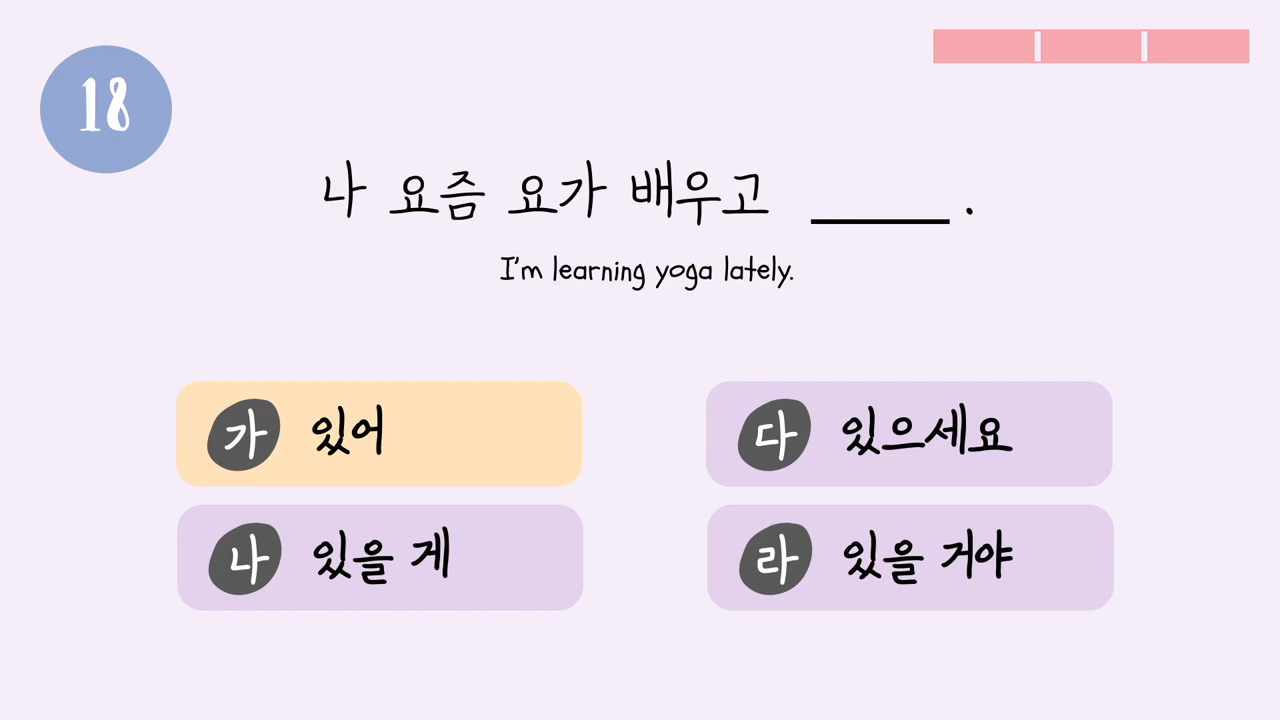 18
나 요즘 요가 배우고 _____ .
I'm learning yoga lately.
가 있어
나 있을 게
다 있으세요
라 있을 거야